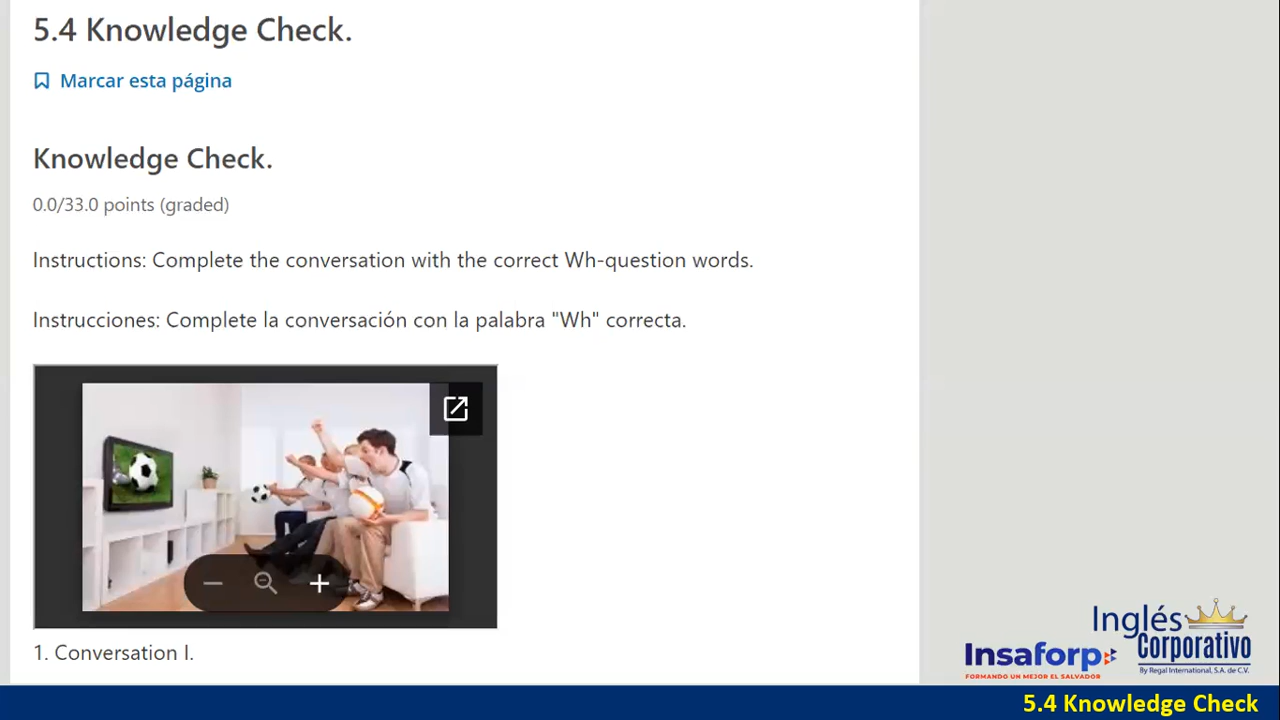 5.4 Knowledge Check.
Marcar esta página
Knowledge Check.
0.0/33.0 points (graded)
Instructions: Complete the conversation with the correct Wh-question words.
Instrucciones: Complete la conversación con la palabra "Wh" correcta.
1. Conversation I.
Insaforp
FORMANDO UN MEJOR EL SALVADOR
Inglés
Corporativo
By Regal International, S.A. de C.V.
5.4 Knowledge Check